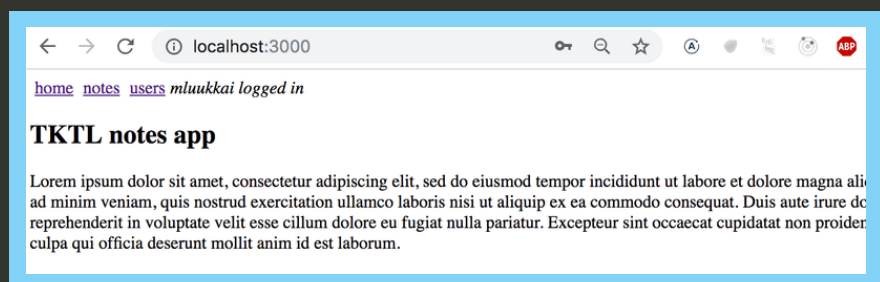 localhost:3000
ABP
home notes users mluukkai logged in
TKTL notes app
Lorem ipsum dolor sit amet, consectetur adipiscing elit, sed do eiusmod tempor incididunt ut labore et dolore magna ali
ad minim veniam, quis nostrud exercitation ullamco laboris nisi ut aliquip ex ea commodo consequat. Duis aute irure do
reprehenderit in voluptate velit esse cillum dolore eu fugiat nulla pariatur. Excepteur sint occaecat cupidatat non proiden
culpa qui officia deserunt mollit anim id est laborum.